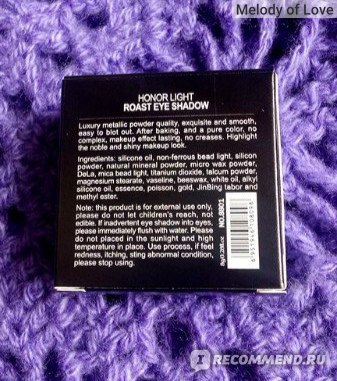 Melody of Love
HONOR LIGHT
ROAST EYE SHADOW
Luxury metallic powder quality, exquisite and smooth,
easy to blot out. After baking, and a pure color, no
complex, makeup effect lasting, no creases. Highlight
the noble and shiny makeup look.
Ingredients: silicone oil, non-ferrous bead light, silicon
powder, natural mineral powder, micro wax powder,
DeLa, mica bead light, titanium dioxide, talcum powder,
magnesium stearate, vaseline, beeswax, white oil, alkyl
silicone oil, essence, poisson, gold, JinBing tabor and
methyl ester.
Note: this product is for external use only,
please do not let children's reach, not
edible. If inadvertent eye shadow into eyes,
please immediately flush with water. Please
do not placed in the sunlight and high
temperature in place. Use process, if feel
redness, itching, sting abnormal condition,
please stop using.
NO.8801
IRECOMMEND.RU